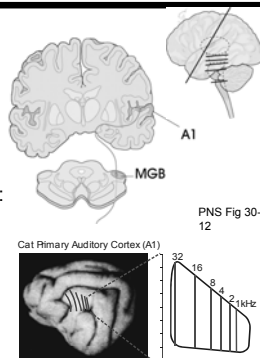 A1
MGB
:
PNS Fig 30-
12
Cat Primary Auditory Cortex (A1)
32
16
8
4
2
1kHz